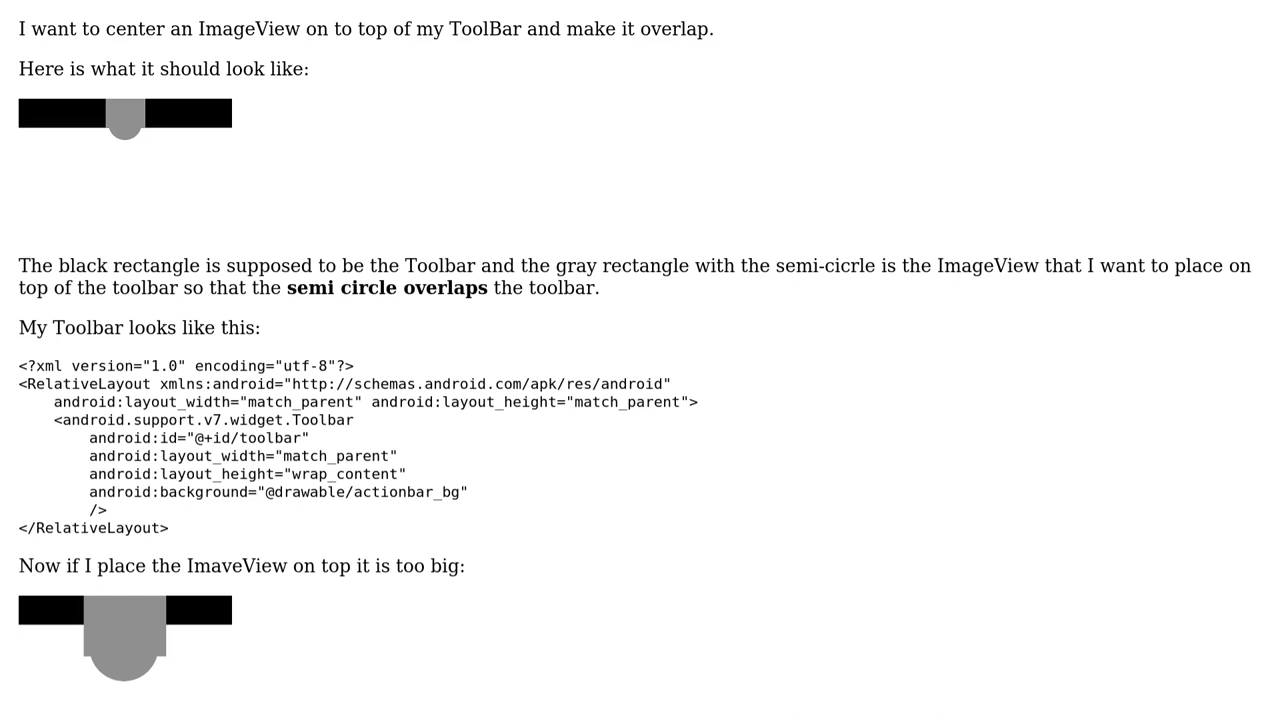 I want to center an ImageView on to top of my ToolBar and make it overlap.
Here is what it should look like:
The black rectangle is supposed to be the Toolbar and the gray rectangle with the semi-cicrle is the ImageView that I want to place on
top of the toolbar so that the semi circle overlaps the toolbar.
My Toolbar looks like this:
<?xml version="1.0" encoding="utf-8"?>
<RelativeLayout xmlns:android="http://schemas.android.com/apk/res/android"
    android:layout_width="match_parent" android:layout_height="match_parent">
    <android.support.v7.widget.Toolbar
        android:id="@+id/toolbar"
        android:layout_width="match_parent"
        android:layout_height="wrap_content"
        android:background="@drawable/actionbar_bg"
        />
</RelativeLayout>
Now if I place the ImaveView on top it is too big: